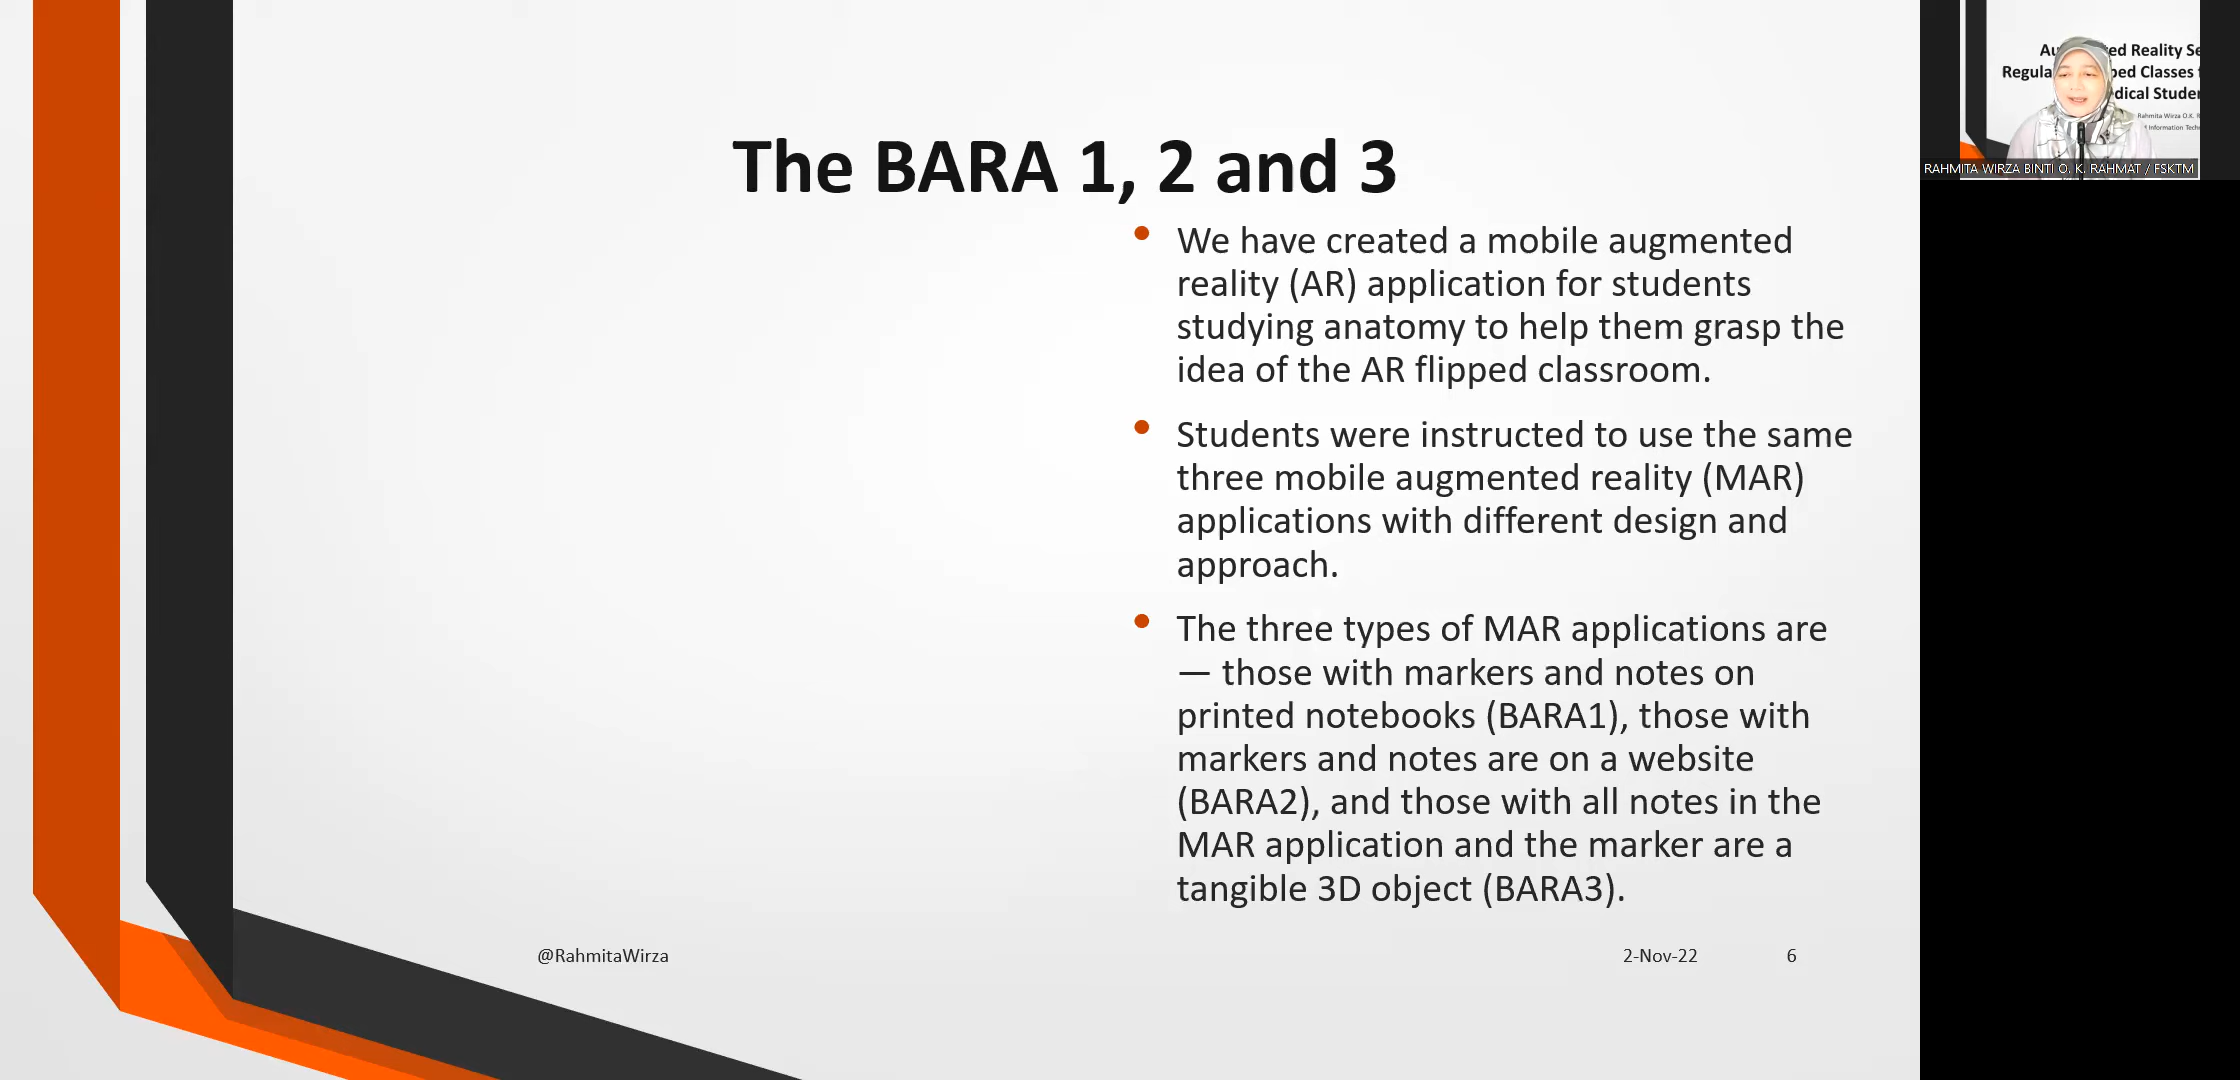 The BARA 1, 2 and 3
We have created a mobile augmented
reality (AR) application for students
studying anatomy to help them grasp the
idea of the AR flipped classroom.
Students were instructed to use the same
three mobile augmented reality (MAR)
applications with different design and
approach.
The three types of MAR applications are
— those with markers and notes on
printed notebooks (BARA1), those with
markers and notes are on a website
(BARA2), and those with all notes in the
MAR application and the marker are a
tangible 3D object (BARA3).
@RahmitaWirza
2-Nov-22
6
Reality
Classes
Rahmita Wirza O.K.
Information
RAHMITA WIRZA BINTI O. K. RAHMAT / FSKTM